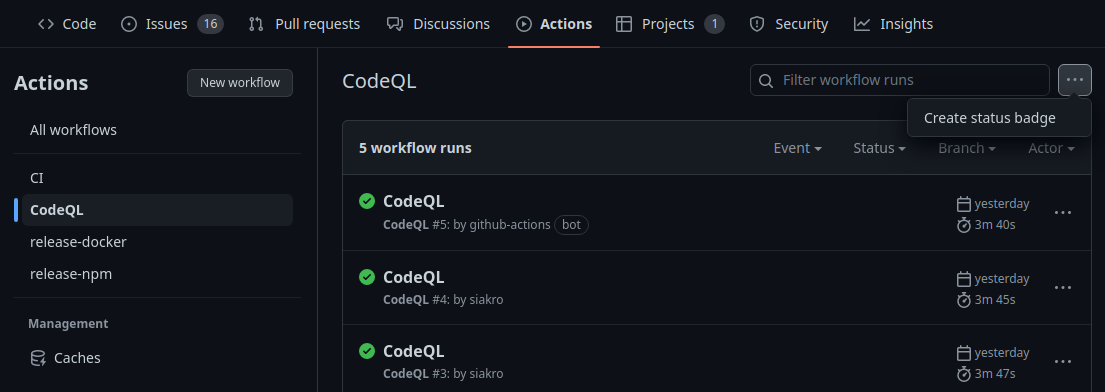 Code Issues 16 Pull requests Discussions Actions Projects 1 Security Insights
Actions New workflow
All workflows
CI
CodeQL
release-docker
release-npm
Management
Caches
CodeQL Filter workflow runs ···
Create status badge
5 workflow runs Event Status Branch Actor
CodeQL
CodeQL #5: by github-actions bot
yesterday
3m 40s
CodeQL
CodeQL #4: by siakro
yesterday
3m 45s
CodeQL
CodeQL #3: by siakro
yesterday
3m 47s